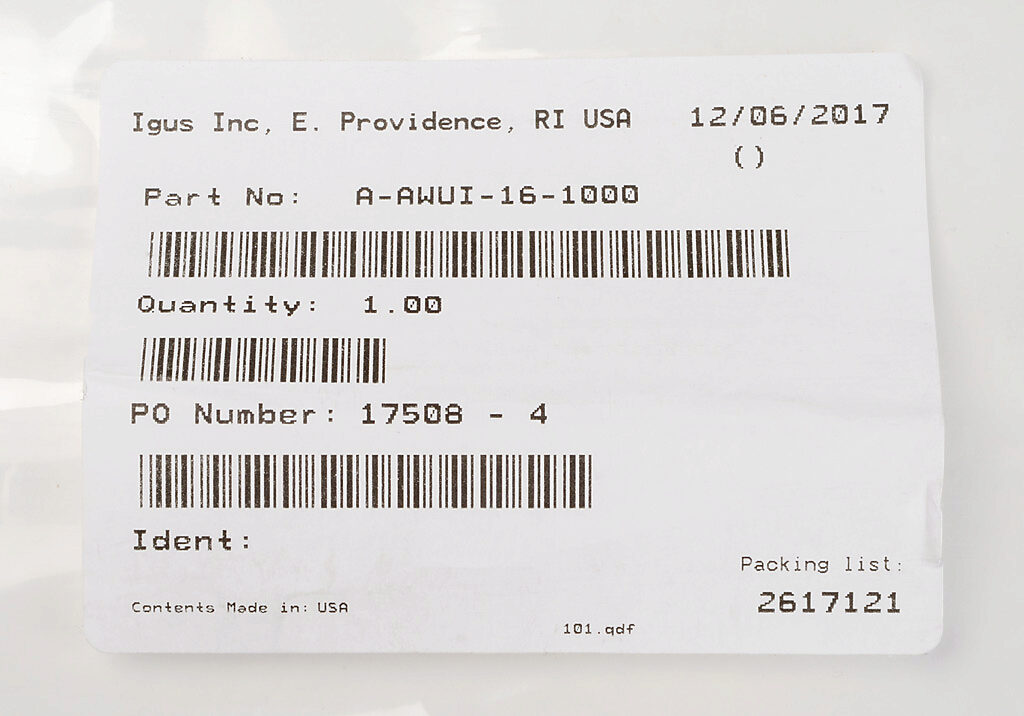 Igus Inc, E. Providence, RI USA 12/06/2017
()
Part No: A-AWUI-16-1000
Quantity: 1.00
PO Number: 17508 - 4
Ident:
Packing list:
2617121
Contents Made in: USA
101.qdf